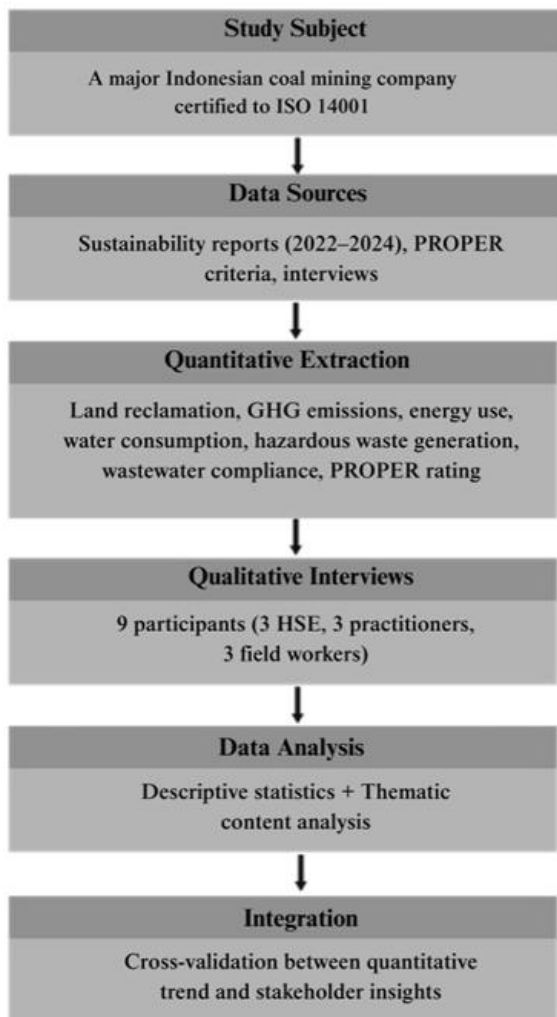 Study Subject
A major Indonesian coal mining company
certified to ISO 14001
Data Sources
Sustainability reports (2022–2024), PROPER
criteria, interviews
Quantitative Extraction
Land reclamation, GHG emissions, energy use,
water consumption, hazardous waste generation,
wastewater compliance, PROPER rating
Qualitative Interviews
9 participants (3 HSE, 3 practitioners,
3 field workers)
Data Analysis
Descriptive statistics + Thematic
content analysis
Integration
Cross-validation between quantitative
trend and stakeholder insights